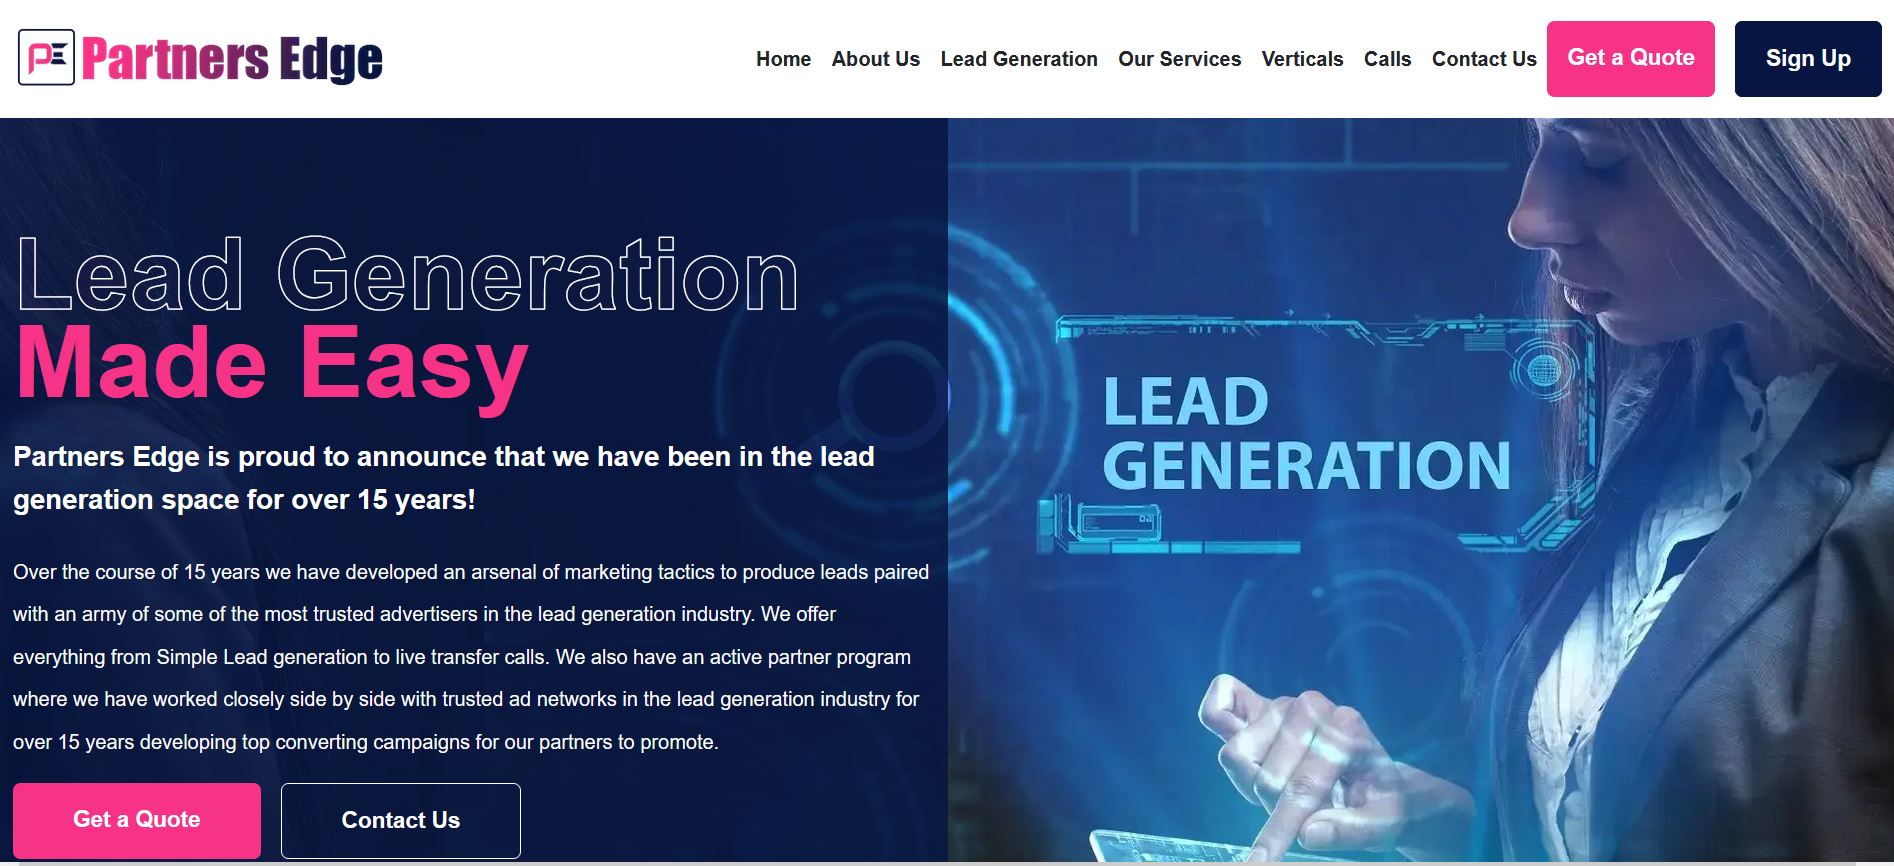 PE Partners Edge
Home About Us Lead Generation Our Services Verticals Calls Contact Us Get a Quote Sign Up
Lead Generation
Made Easy
Partners Edge is proud to announce that we have been in the lead
generation space for over 15 years!
Over the course of 15 years we have developed an arsenal of marketing tactics to produce leads paired
with an army of some of the most trusted advertisers in the lead generation industry. We offer
everything from Simple Lead generation to live transfer calls. We also have an active partner program
where we have worked closely side by side with trusted ad networks in the lead generation industry for
over 15 years developing top converting campaigns for our partners to promote.
Get a Quote Contact Us
LEAD
GENERATION